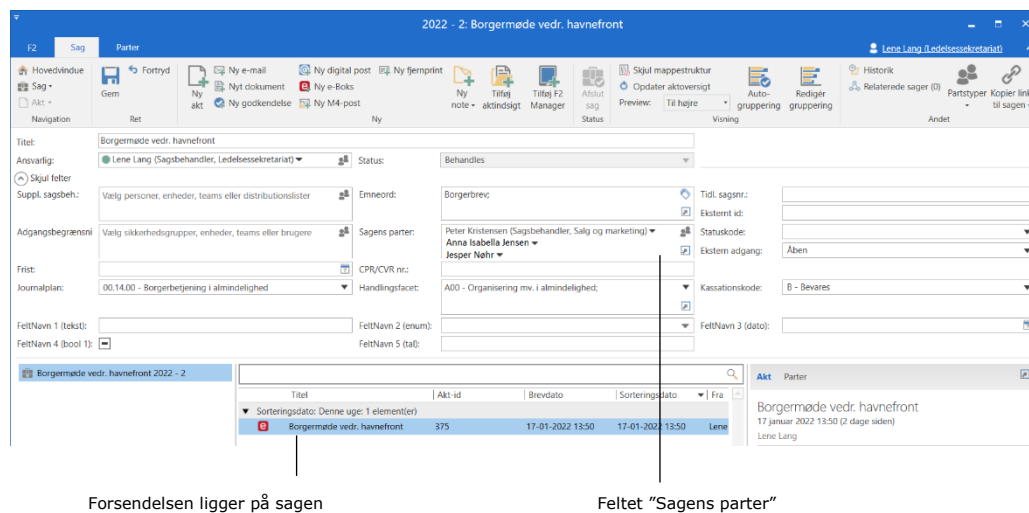 2022 - 2: Borgermøde vedr. havnefront
F2 Sag Parter Lene Lang (Ledelsessekretariat)
Hovedvindue
Sag
Akt
Navigation
Fortryd
Gem
Ret
Ny akt
Ny e-mail
Nyt dokument
Ny godkendelse
Ny digital post
Ny e-Boks
Ny M4-post
Ny fjernprint
Ny note
Tilføj aktindsigt
Tilføj F2 Manager
Ny
Afslut sag
Status
Skjul mappestruktur
Opdater aktoversigt
Preview: Til højre
Auto-gruppering
Redigér gruppering
Visning
Historik
Relaterede sager (0)
Partstyper
Kopier link til sagen
Andet
Titel: Borgermøde vedr. havnefront
Ansvarlig: Lene Lang (Sagsbehandler, Ledelsessekretariat) Status: Behandles
Skjul felter
Suppl. sagsbeh.: Vælg personer, enheder, teams eller distributionslister Emneord: Borgerbrev; Tidl. sagsnr.:
Eksternt id:
Adgangsbegrænsni Vælg sikkerhedsgrupper, enheder, teams eller brugere Sagens parter: Peter Kristensen (Sagsbehandler, Salg og marketing) Statuskode:
Anna Isabella Jensen Ekstern adgang: Åben
Jesper Nøhr
Frist: CPR/CVR nr.:
Journalplan: 00.14.00 - Borgerbetjening i almindelighed Handlingsfacet: A00 - Organisering mv. i almindelighed; Kassationskode: B - Bevares
FeltNavn 1 (tekst): FeltNavn 2 (enum): FeltNavn 3 (dato):
FeltNavn 4 (bool 1): FeltNavn 5 (tal):
Borgermøde vedr. havnefront 2022 - 2
Titel Akt-id Brevdato Sorteringsdato Fra
Sorteringsdato: Denne uge: 1 element(er)
Borgermøde vedr. havnefront 375 17-01-2022 13:50 17-01-2022 13:50 Lene
Akt Parter
Borgermøde vedr. havnefront
17 januar 2022 13:50 (2 dage siden)
Lene Lang
Forsendelsen ligger på sagen Feltet ”Sagens parter”